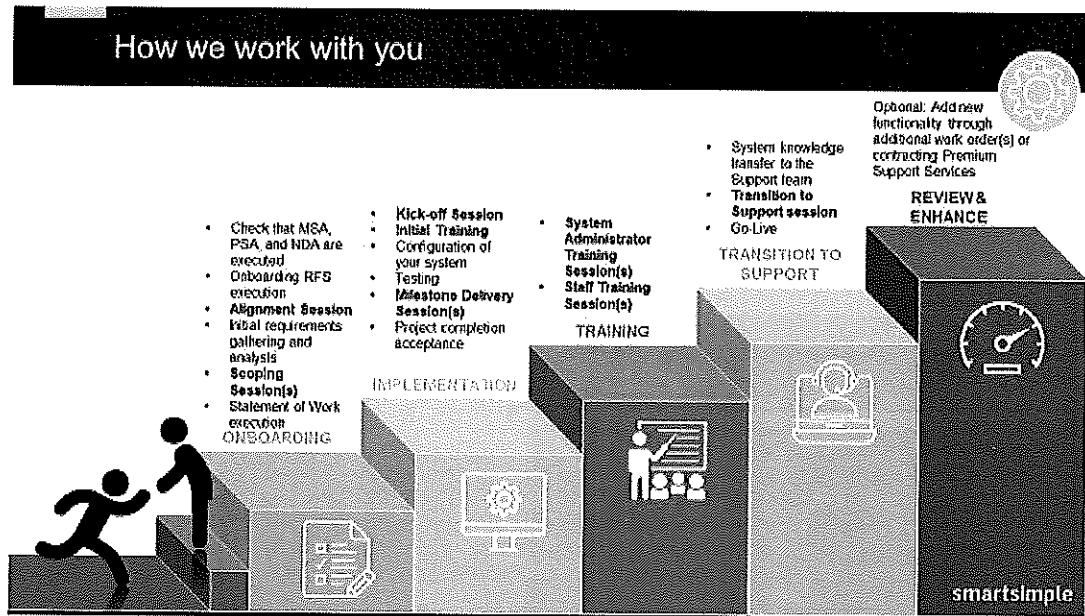 How we work with you
• Check that MSA,
PSA, and NDA are
executed
• Onboarding RFS
execution
• Alignment Session
• Initial requirements
gathering and
analysis
• Scoping
Session(s)
• Statement of Work
execution
ONBOARDING
• Kick-off Session
• Initial Training
• Configuration of
your system
• Testing
• Milestone Delivery
Session(s)
• Project completion
acceptance
IMPLEMENTATION
• System
Administrator
Training
Session(s)
• Staff Training
Session(s)
TRAINING
• System knowledge
transfer to the
Support team
• Transition to
Support session
• Go-Live
TRANSITION TO
SUPPORT
Optional: Add new
functionality through
additional work order(s) or
contracting Premium
Support Services
REVIEW &
ENHANCE
smartsimple